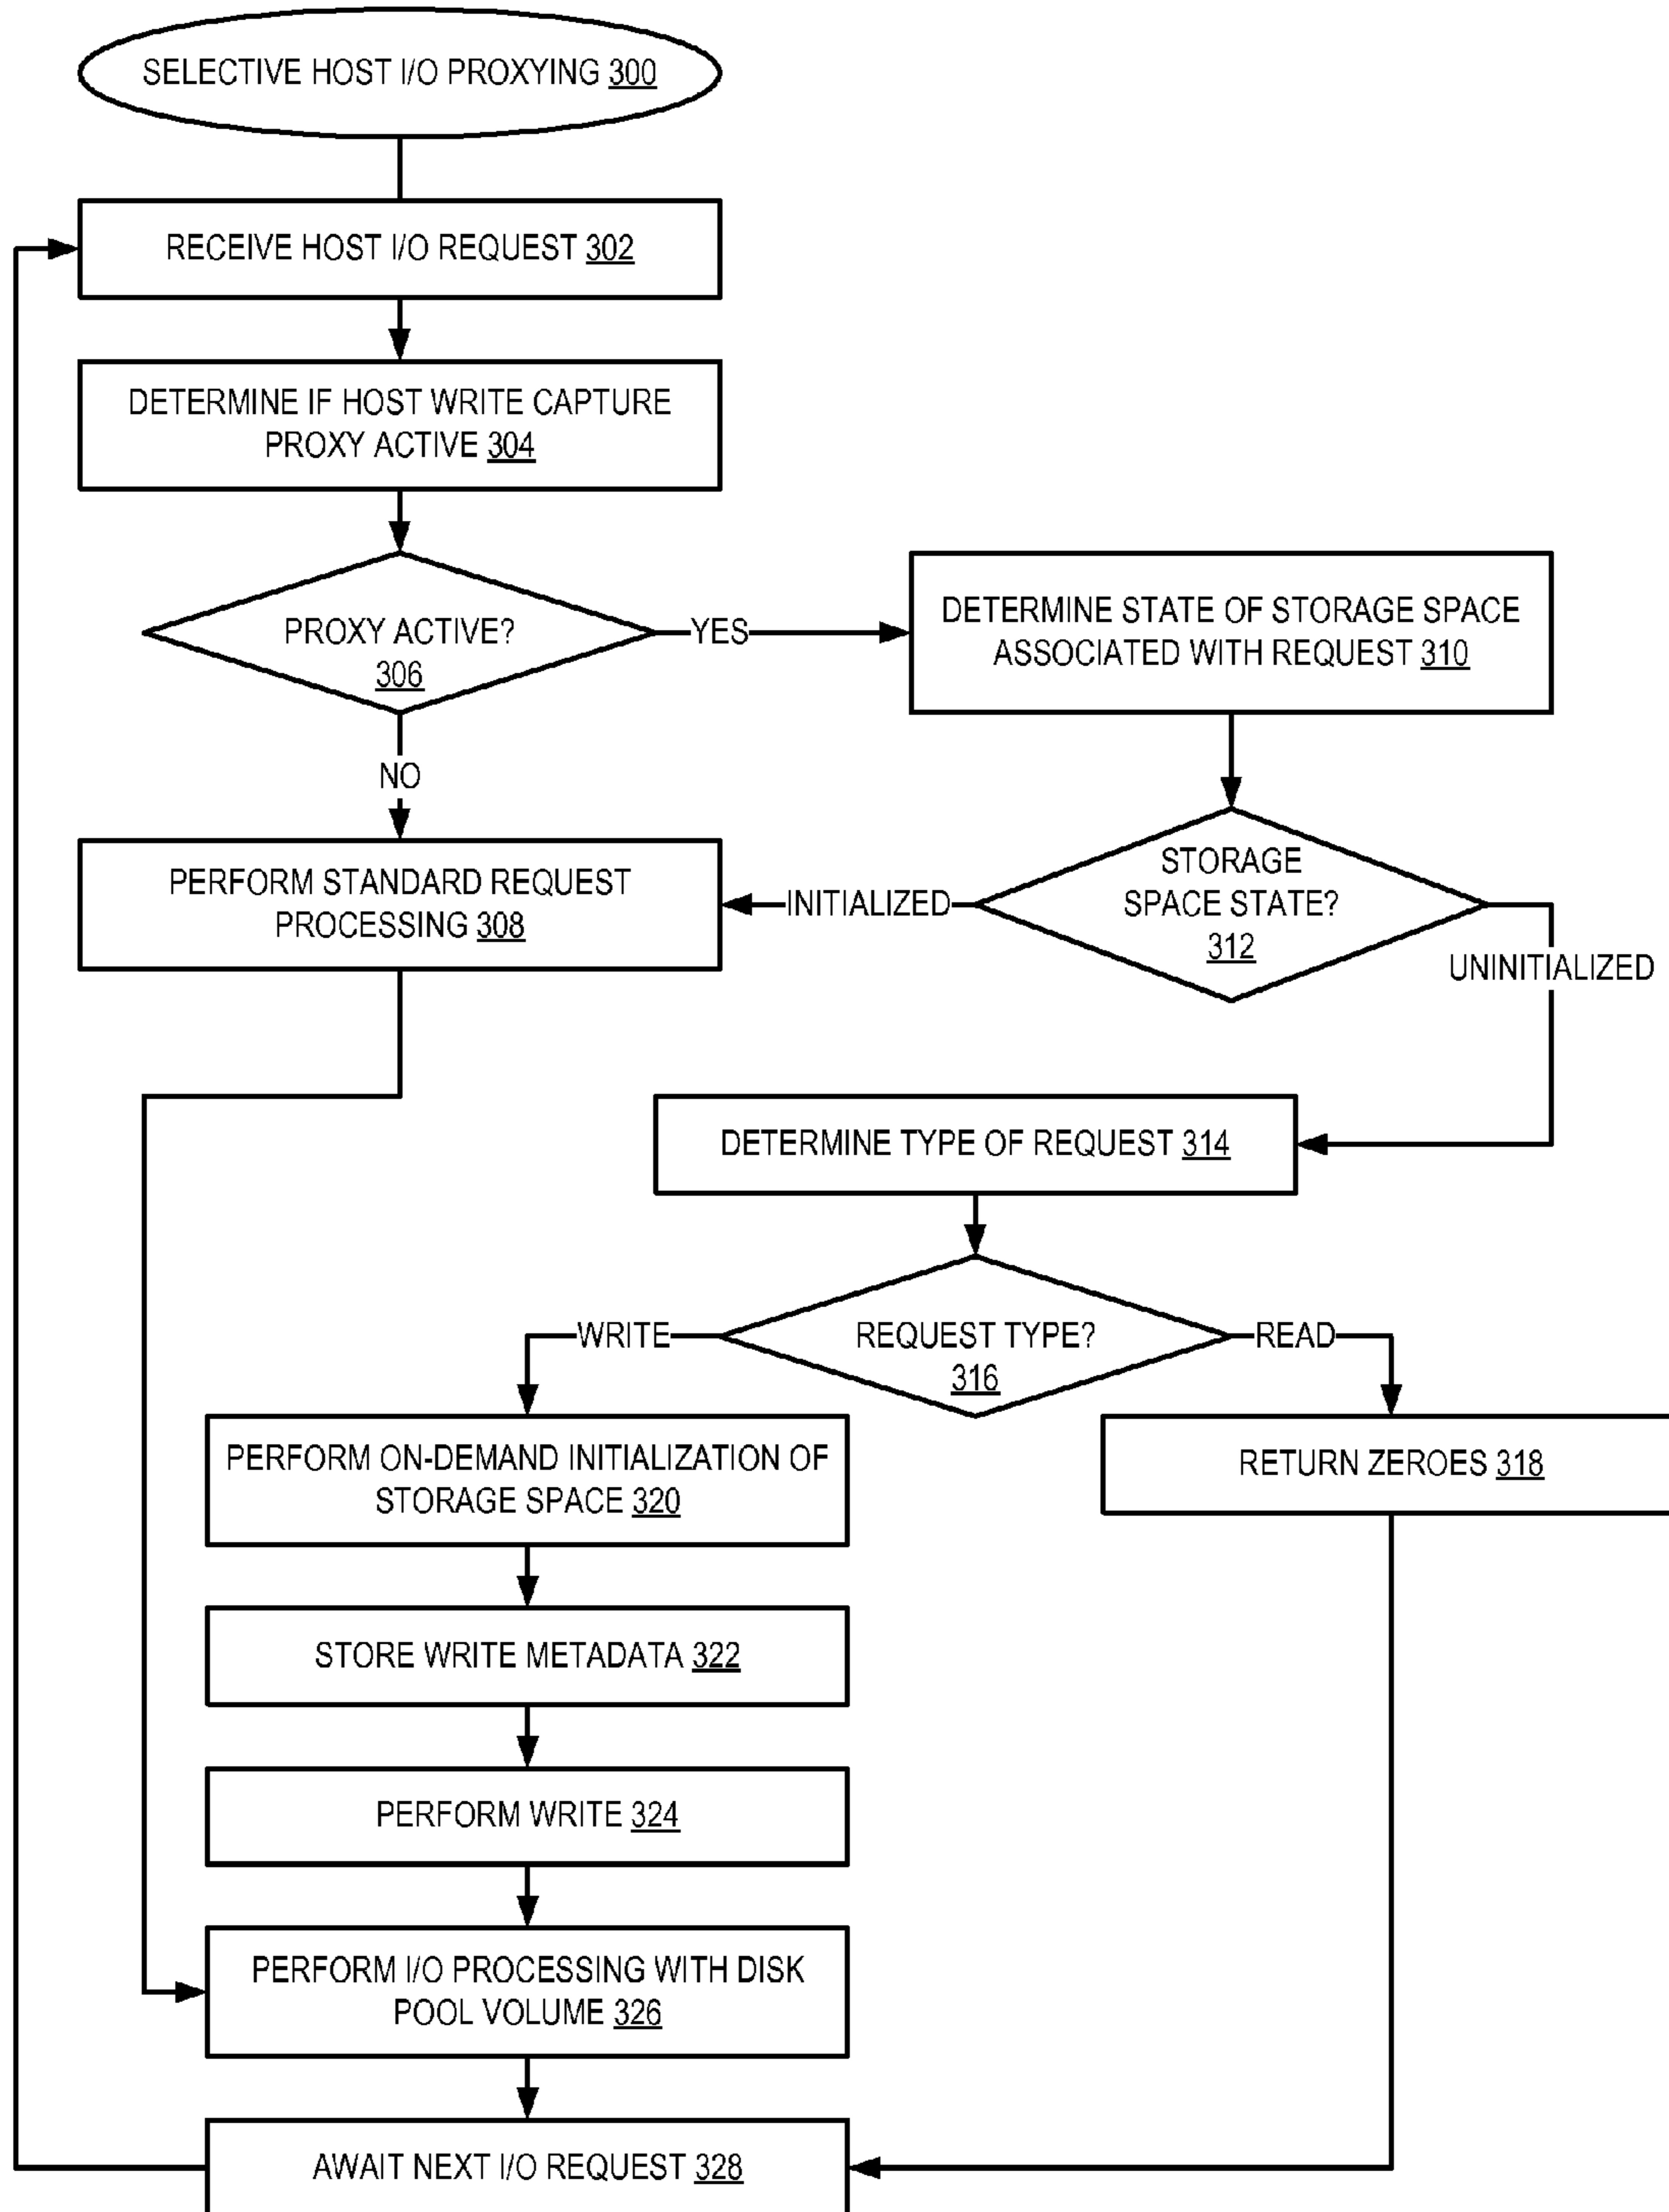 SELECTIVE HOST I/O PROXYING 300
RECEIVE HOST I/O REQUEST 302
DETERMINE IF HOST WRITE CAPTURE
PROXY ACTIVE 304
PROXY ACTIVE?
306
YES
DETERMINE STATE OF STORAGE SPACE
ASSOCIATED WITH REQUEST 310
NO
PERFORM STANDARD REQUEST
PROCESSING 308
INITIALIZED
STORAGE
SPACE STATE?
312
UNINITIALIZED
DETERMINE TYPE OF REQUEST 314
WRITE
REQUEST TYPE?
316
READ
PERFORM ON-DEMAND INITIALIZATION OF
STORAGE SPACE 320
RETURN ZEROES 318
STORE WRITE METADATA 322
PERFORM WRITE 324
PERFORM I/O PROCESSING WITH DISK
POOL VOLUME 326
AWAIT NEXT I/O REQUEST 328